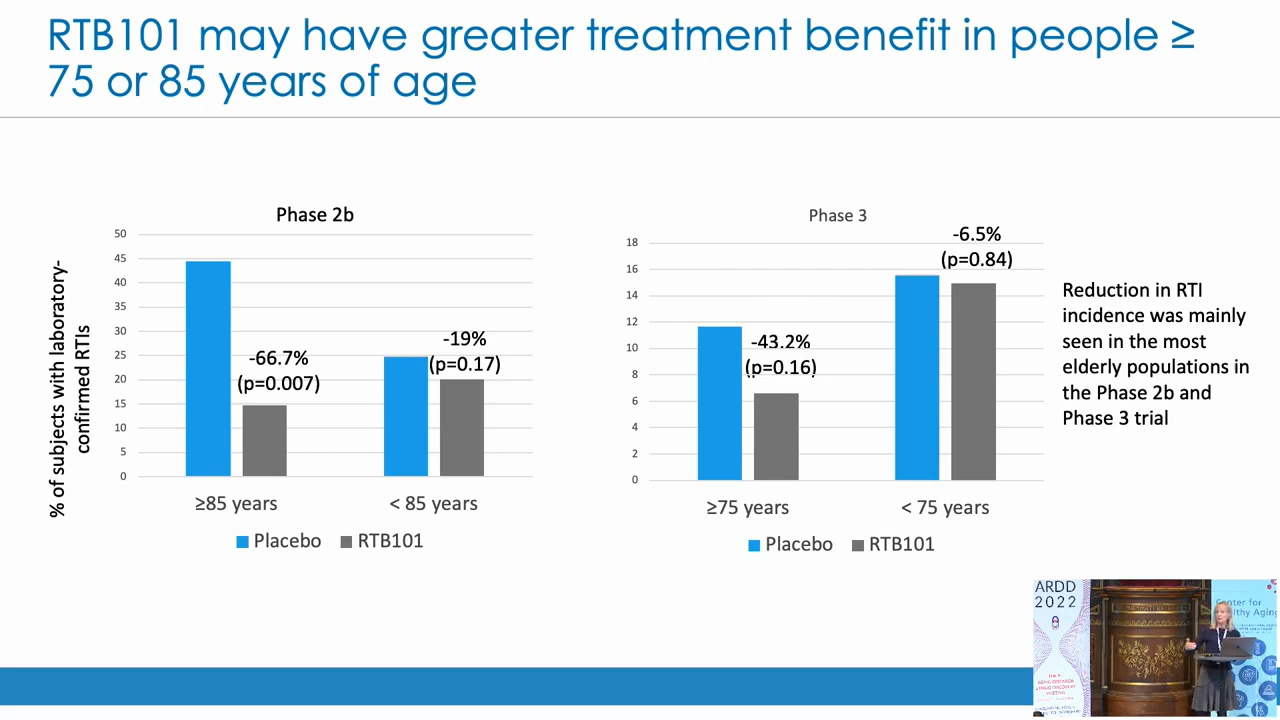 RTB101 may have greater treatment benefit in people ≥
75 or 85 years of age
Phase 2b
% of subjects with laboratory-
confirmed RTIs
50
45
40
35
30
25
20
15
10
5
0
-66.7%
(p=0.007)
-19%
(p=0.17)
≥85 years
< 85 years
Placebo
RTB101
Phase 3
18
16
14
12
10
8
6
4
2
0
-43.2%
(p=0.16)
-6.5%
(p=0.84)
≥75 years
< 75 years
Placebo
RTB101
Reduction in RTI
incidence was mainly
seen in the most
elderly populations in
the Phase 2b and
Phase 3 trial
ARDD
2022
Center for
lthy Aging